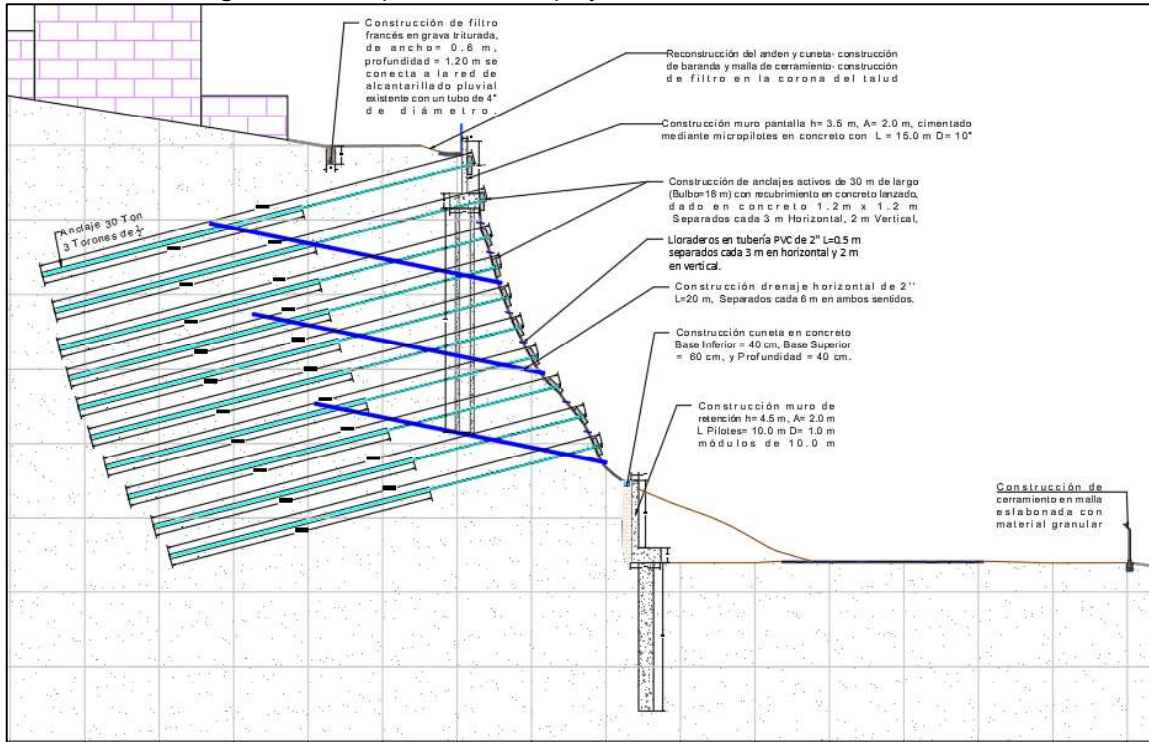 Construcción de filtro
francés en grava triturada,
de ancho= 0.6 m,
profundidad = 1.20 m se
conecta a la red de
alcantarillado pluvial
existente con un tubo de 4"
de diámetro.
Reconstrucción del anden y cuneta- construcción
de baranda y malla de cerramiento- construcción
de filtro en la corona del talud
Construcción muro pantalla h= 3.5 m, A= 2.0 m, cimentado
mediante micropilotes en concreto con L = 15.0 m D= 10"
Construcción de anclajes activos de 30 m de largo
(Bulbo=18 m) con recubrimiento en concreto lanzado,
dado en concreto 1.2m x 1.2 m
Separados cada 3 m Horizontal, 2 m Vertical,
Anclaje 30 Ton
3 Torones de ½"
Lloraderos en tubería PVC de 2" L=0.5 m
separados cada 3 m en horizontal y 2 m
en vertical.
Construcción drenaje horizontal de 2''
L=20 m, Separados cada 6 m en ambos sentidos.
Construcción cuneta en concreto
Base Inferior = 40 cm, Base Superior
= 60 cm, y Profundidad = 40 cm.
Construcción muro de
retención h= 4.5 m, A= 2.0 m
L Pilotes= 10.0 m D= 1.0 m
módulos de 10.0 m
Construcción de
cerramiento en malla
eslabonada con
material granular